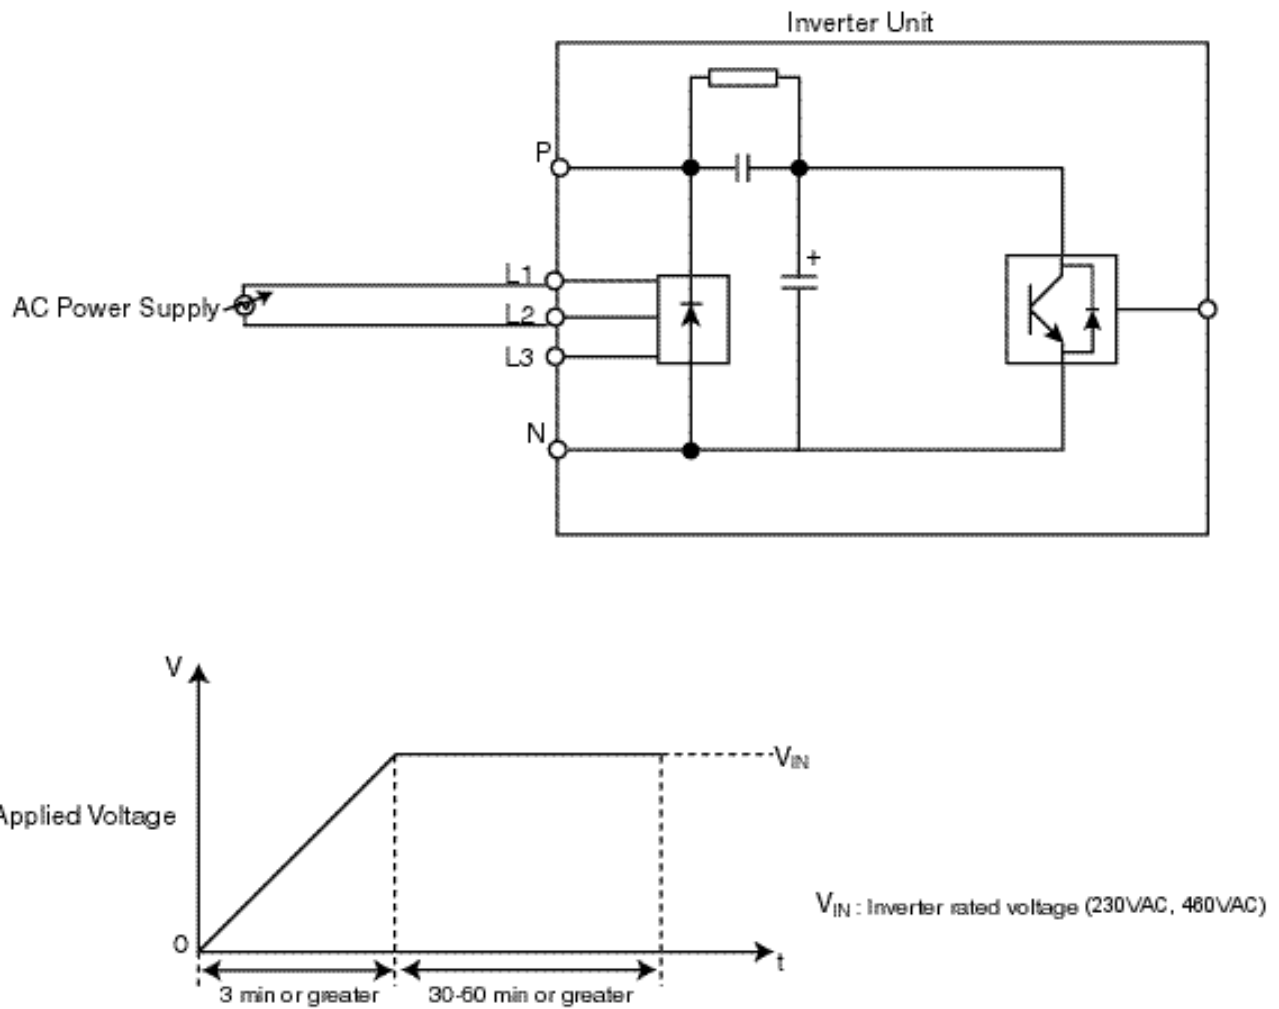 Inverter Unit
P
+
L1
AC Power Supply
L2
L3
N
V
VIN
Applied Voltage
VIN : Inverter rated voltage (230VAC, 460VAC)
0
t
3 min or greater
30-60 min or greater